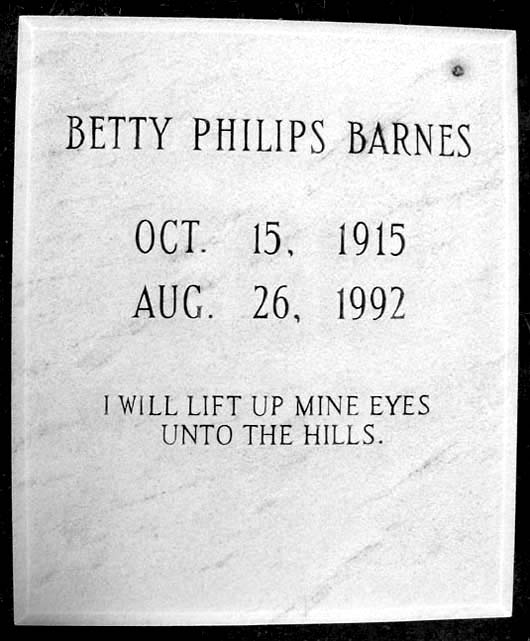 BETTY PHILIPS BARNES
OCT. 15, 1915
AUG. 26, 1992
I WILL LIFT UP MINE EYES
UNTO THE HILLS.